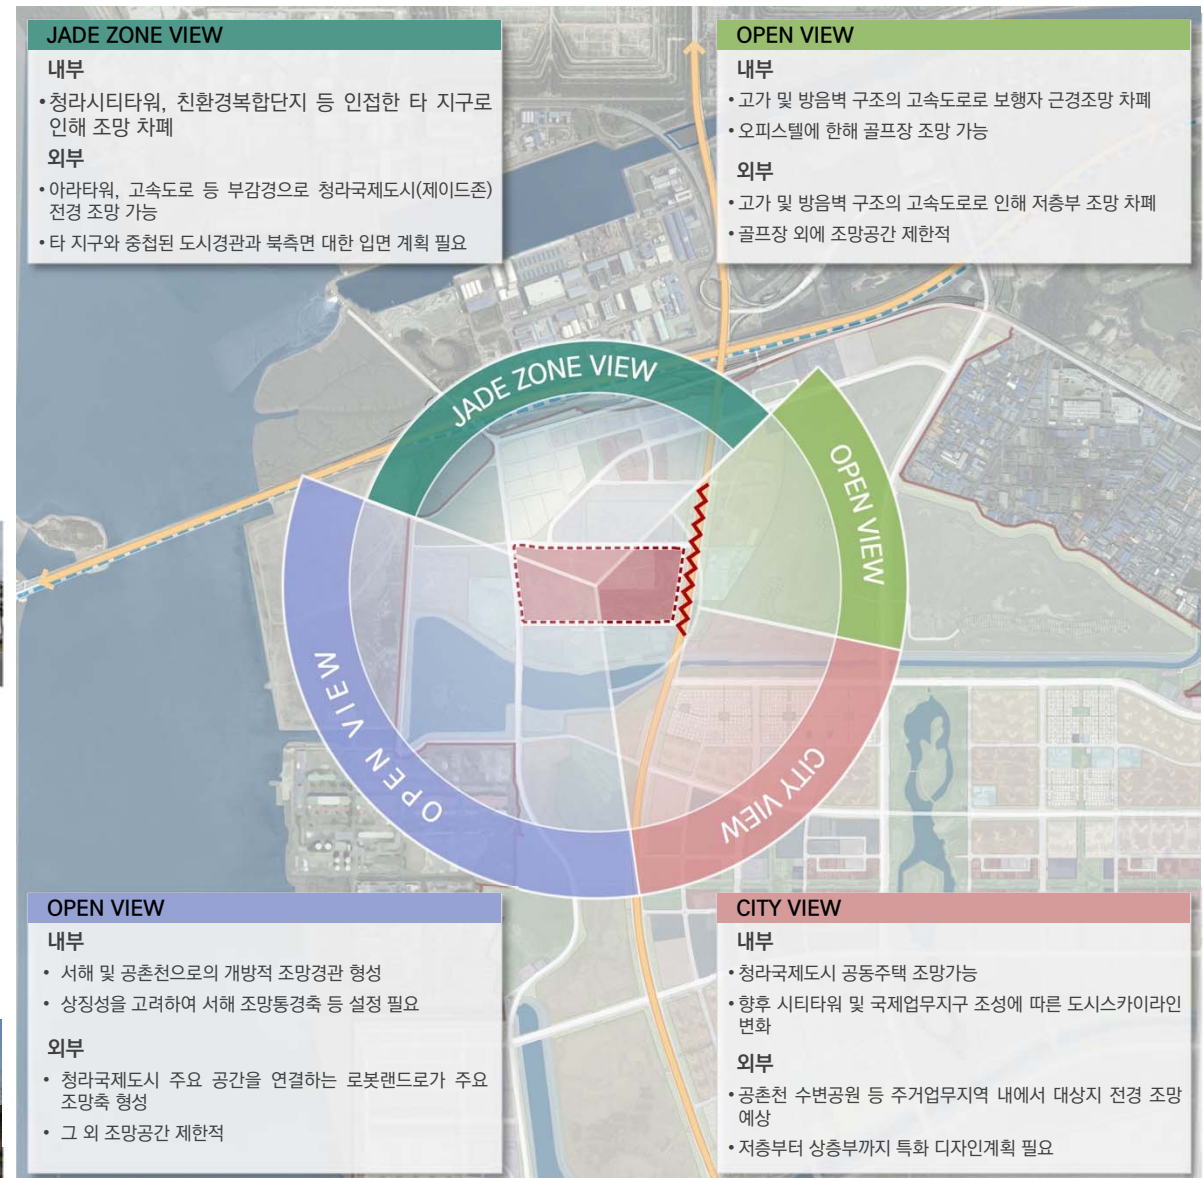 JADE ZONE VIEW
내부
•청라시티타워, 친환경복합단지 등 인접한 타 지구로
인해 조망 차폐
외부
•아라타워, 고속도로 등 부감경으로 청라국제도시(제이드존)
전경 조망 가능
•타 지구와 중첩된 도시경관과 북측면 대한 입면 계획 필요
OPEN VIEW
내부
•고가 및 방음벽 구조의 고속도로로 보행자 근경조망 차폐
•오피스텔에 한해 골프장 조망 가능
외부
•고가 및 방음벽 구조의 고속도로로 인해 저층부 조망 차폐
•골프장 외에 조망공간 제한적
JADE ZONE VIEW
OPEN VIEW
OPEN VIEW
CITY VIEW
OPEN VIEW
내부
• 서해 및 공촌천으로의 개방적 조망경관 형성
• 상징성을 고려하여 서해 조망통경축 등 설정 필요
외부
• 청라국제도시 주요 공간을 연결하는 로봇랜드로가 주요
조망축 형성
• 그 외 조망공간 제한적
CITY VIEW
내부
•청라국제도시 공동주택 조망가능
•향후 시티타워 및 국제업무지구 조성에 따른 도시스카이라인
변화
외부
•공촌천 수변공원 등 주거업무지역 내에서 대상지 전경 조망
예상
•저층부터 상층부까지 특화 디자인계획 필요